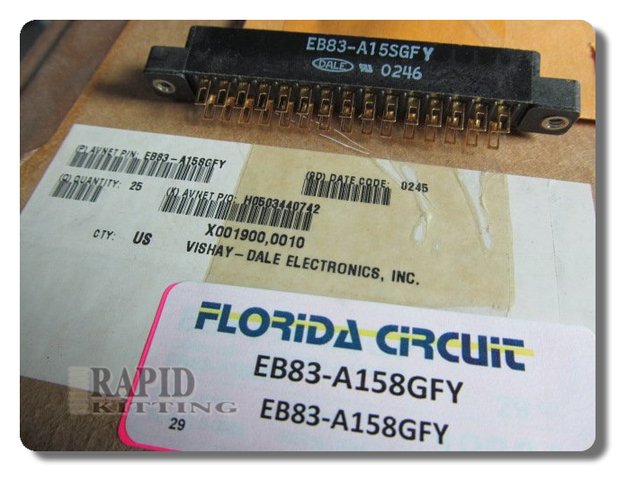 EB83-A15SGFY
DALE 0246
(P) AVNET P/N: EB83-A158GFY
(9D) DATE CODE: 0245
(Q) QUANTITY: 25
(K) AVNET P/O: H0503440742
X001900,0010
CTY: US
VISHAY-DALE ELECTRONICS, INC.
FLORIDA CIRCUIT
EB83-A158GFY
EB83-A158GFY
29
RAPID
KITTING